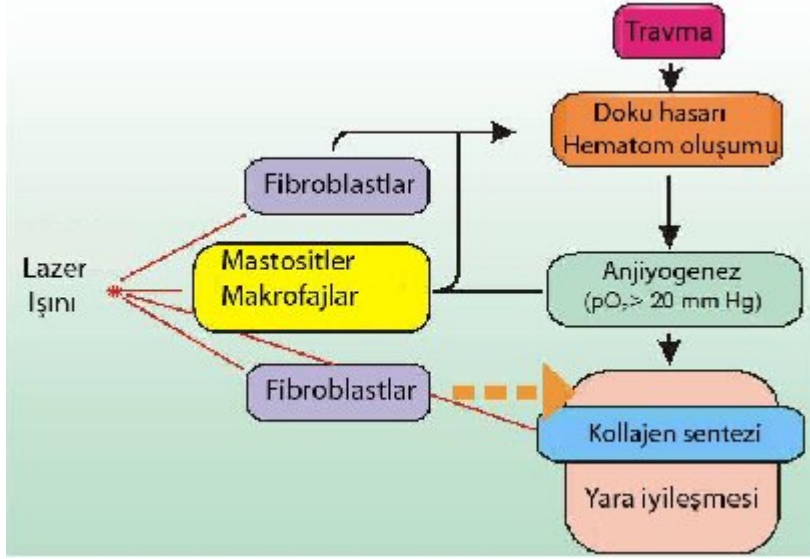 Travma
Doku hasarı
Hematom oluşumu
Fibroblastlar
Lazer
Işını
Mastositler
Makrofajlar
Anjiyogenez
(pO₂> 20 mm Hg)
Fibroblastlar
Kollajen sentezi
Yara iyileşmesi